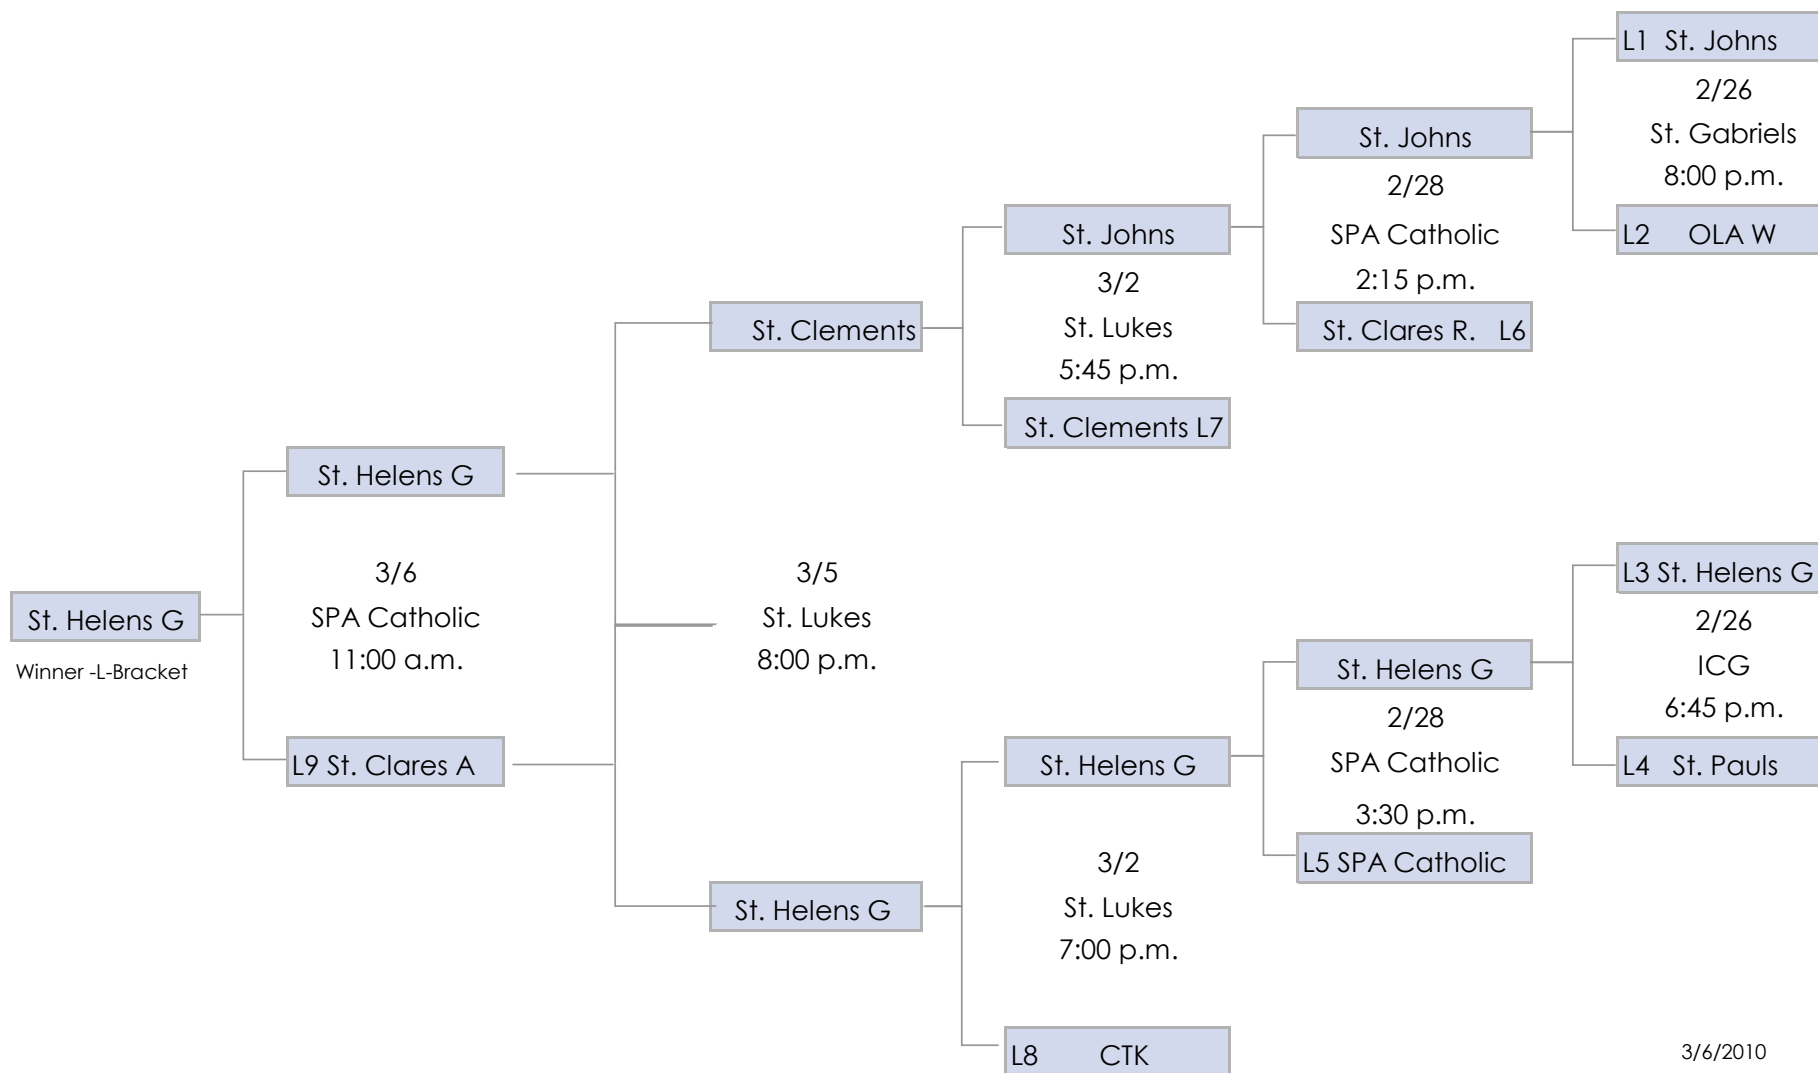 L1 St. Johns
2/26
St. Gabriels
8:00 p.m.
L2 OLA W
St. Johns
2/28
SPA Catholic
2:15 p.m.
St. Clares R. L6
St. Johns
3/2
St. Lukes
5:45 p.m.
St. Clements L7
St. Clements
3/5
St. Lukes
8:00 p.m.
St. Helens G
St. Helens G
3/6
SPA Catholic
11:00 a.m.
L9 St. Clares A
St. Helens G
Winner -L-Bracket
L3 St. Helens G
2/26
ICG
6:45 p.m.
L4 St. Pauls
St. Helens G
2/28
SPA Catholic
3:30 p.m.
L5 SPA Catholic
St. Helens G
3/2
St. Lukes
7:00 p.m.
L8 CTK
3/6/2010